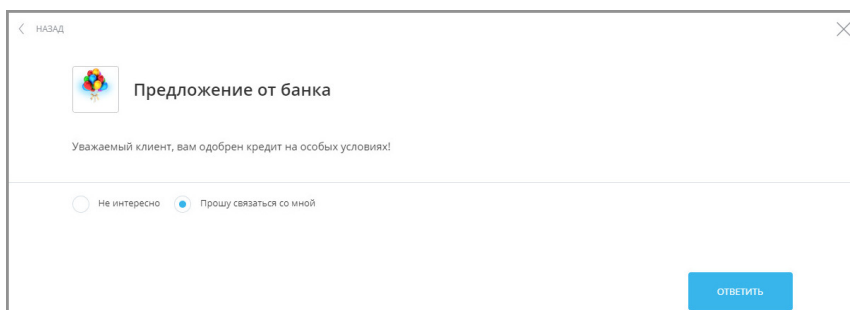 НАЗАД
Предложение от банка
Уважаемый клиент, вам одобрен кредит на особых условиях!
Не интересно Прошу связаться со мной
ОТВЕТИТЬ